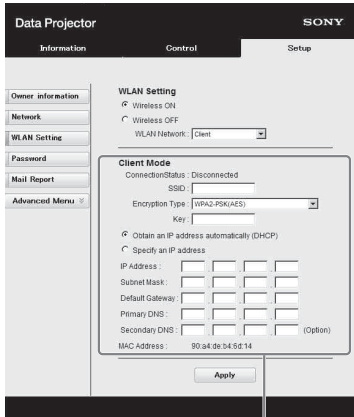 Data Projector
SONY
Information
Control
Setup
Owner information
Network
WLAN Setting
Password
Mail Report
Advanced Menu
WLAN Setting
Wireless ON
Wireless OFF
WLAN Network : Client
Client Mode
ConnectionStatus : Disconnected
SSID :
Encryption Type : WPA2-PSK(AES)
Key :
Obtain an IP address automatically (DHCP)
Specify an IP address
IP Address :
Subnet Mask :
Default Gateway :
Primary DNS :
Secondary DNS : (Option)
MAC Address : 90:a4:de:b4:6d:14
Apply